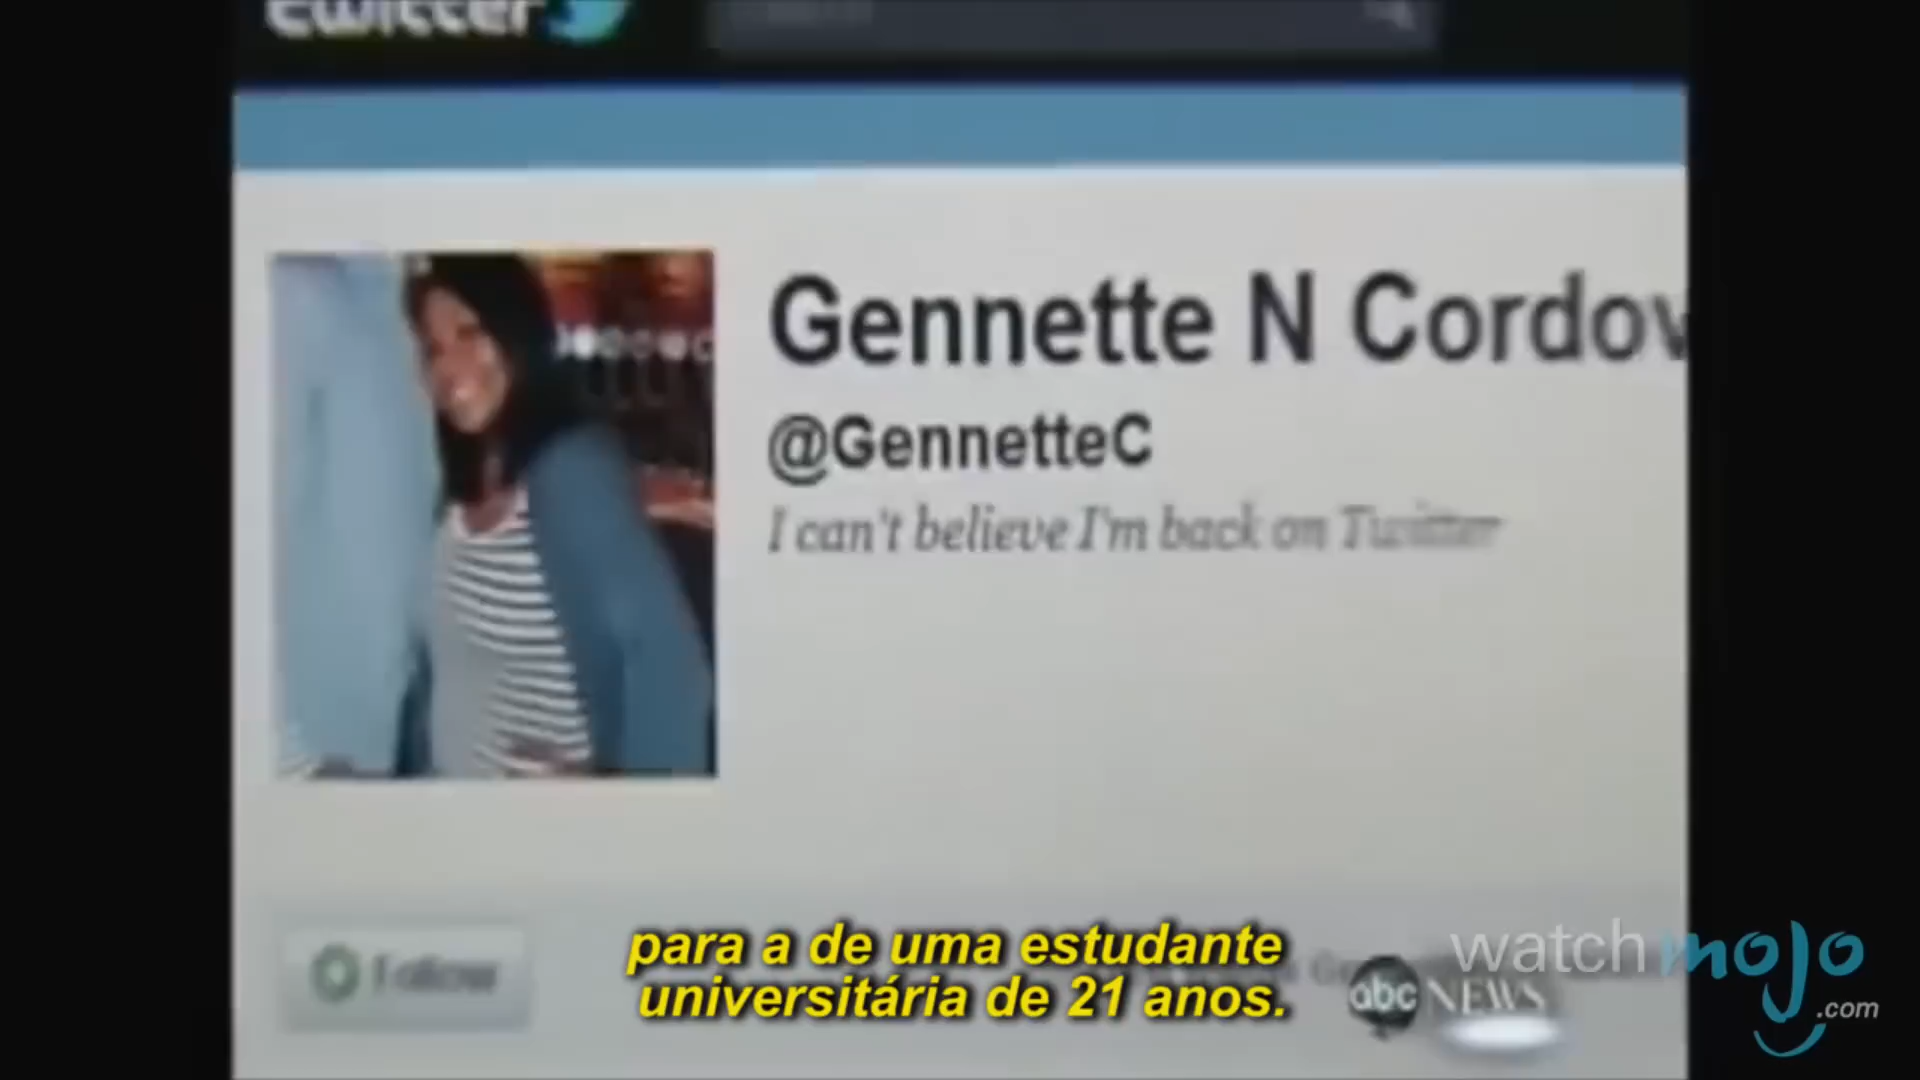 twitter
Gennette N Cordov
@GennetteC
I can't believe I'm back on Twitter
Follow
para a de uma estudante
universitária de 21 anos.
abc NEWS
watchmojo
.com